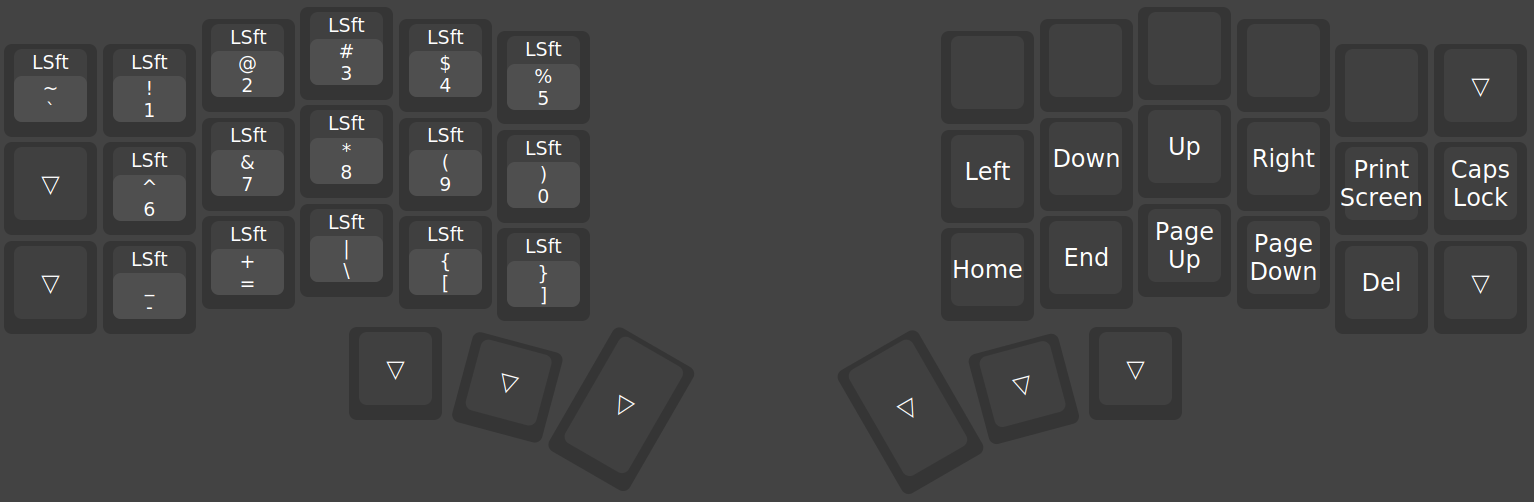 LSft
~
`
LSft
!
1
LSft
@
2
LSft
#
3
LSft
$
4
LSft
%
5
▽
▽
LSft
^
6
LSft
&
7
LSft
*
8
LSft
(
9
LSft
)
0
Left
Down
Up
Right
Print
Screen
Caps
Lock
▽
LSft
_
-
LSft
+
=
LSft
|
\
LSft
{
[
LSft
}
]
Home
End
Page
Up
Page
Down
Del
▽
▽
▽
▽
▽
▽
▽